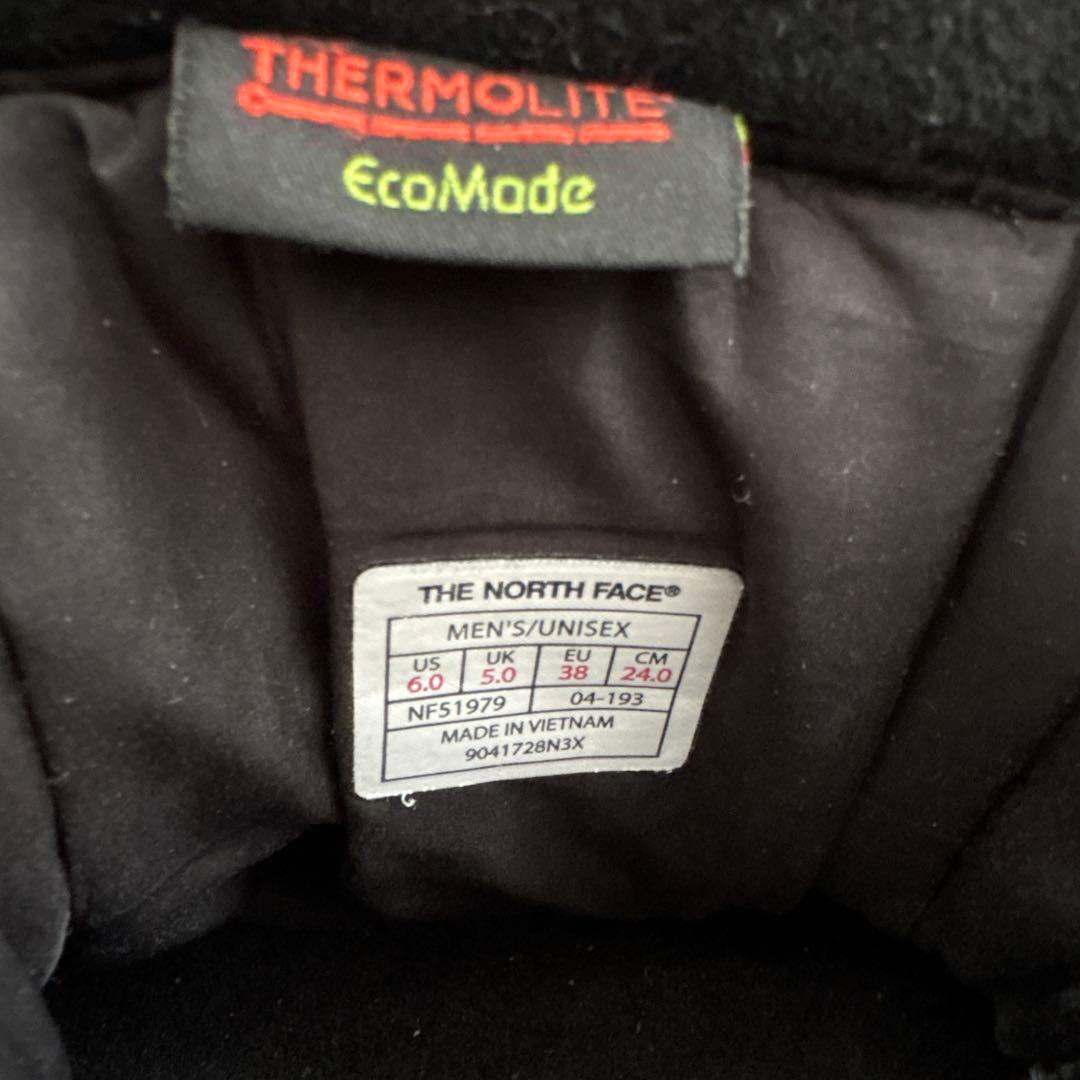 THERMOLITE®
EcoMade
THE NORTH FACE®
MEN'S/UNISEX
US UK EU CM
6.0 5.0 38 24.0
NF51979 04-193
MADE IN VIETNAM
9041728N3X